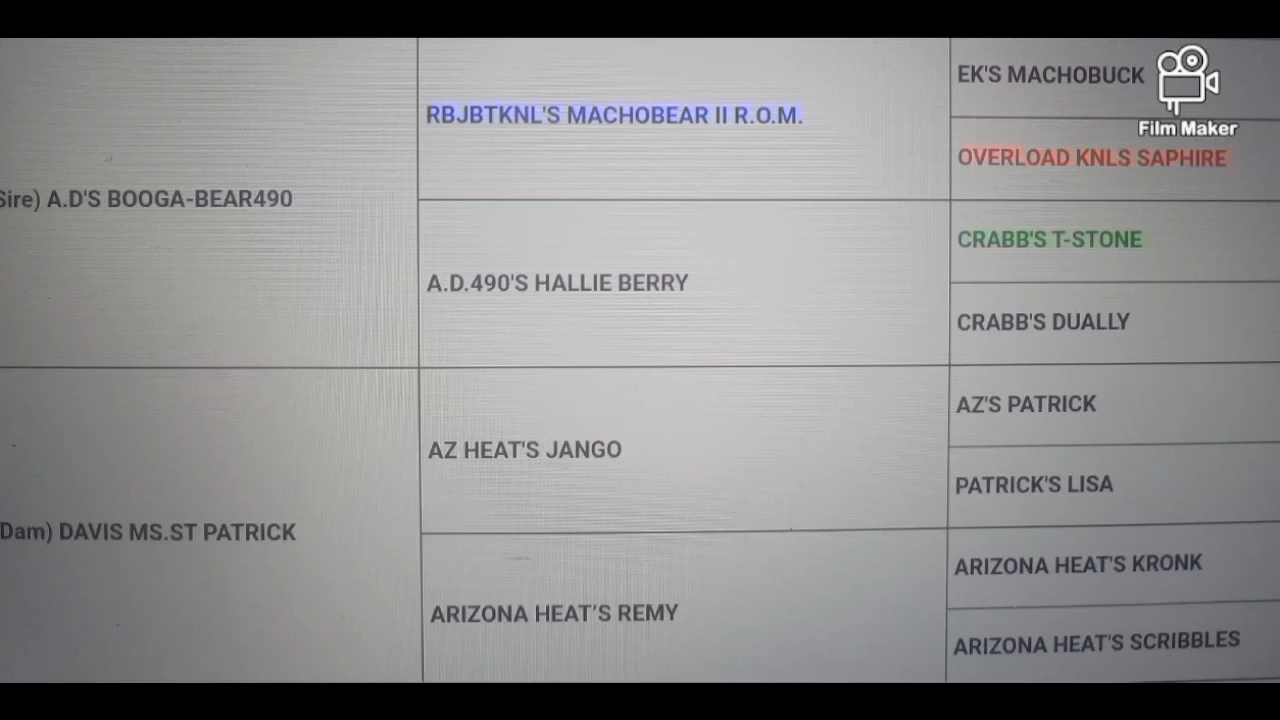 Sire) A.D'S BOOGA-BEAR490
Dam) DAVIS MS.ST PATRICK
RBJBTKNL'S MACHOBEAR II R.O.M.
A.D.490'S HALLIE BERRY
AZ HEAT'S JANGO
ARIZONA HEAT'S REMY
EK'S MACHOBUCK
OVERLOAD KNLS SAPHIRE
CRABB'S T-STONE
CRABB'S DUALLY
AZ'S PATRICK
PATRICK'S LISA
ARIZONA HEAT'S KRONK
ARIZONA HEAT'S SCRIBBLES
Film Maker